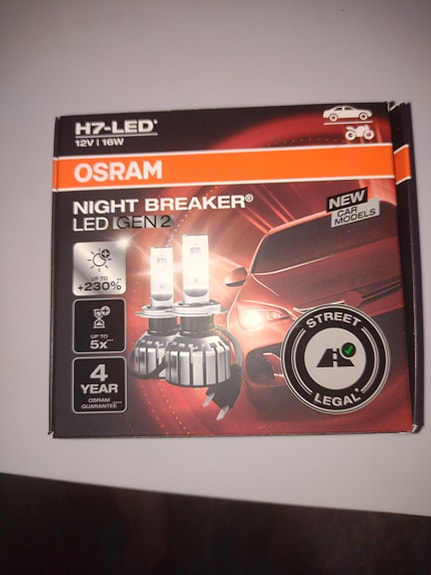 H7-LED*
12V | 16W
OSRAM
NIGHT BREAKER®
LED GEN 2
NEW
CAR
MODELS
UP TO
+230%**
UP TO
5x***
4
YEAR
OSRAM
GUARANTEE****
STREET
LEGAL*